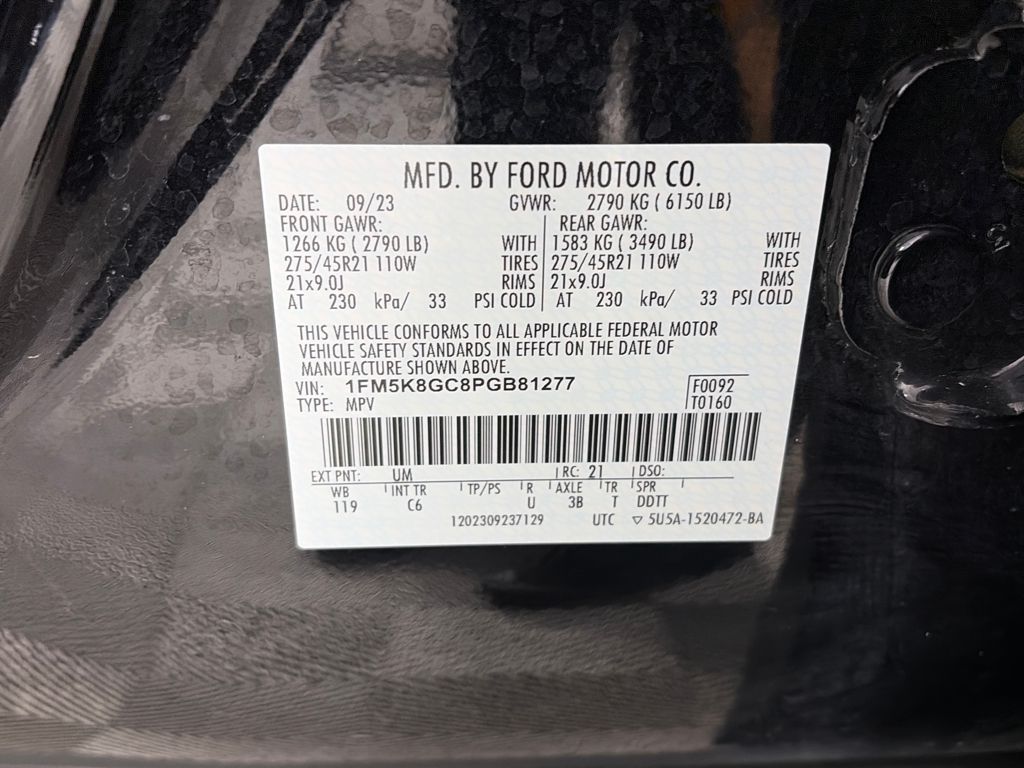 MFD. BY FORD MOTOR CO.
DATE: 09/23 GVWR: 2790 KG ( 6150 LB)
FRONT GAWR: REAR GAWR:
1266 KG ( 2790 LB) WITH 1583 KG ( 3490 LB) WITH
275/45R21 110W TIRES 275/45R21 110W TIRES
21x9.0J RIMS 21x9.0J RIMS
AT 230 kPa/ 33 PSI COLD AT 230 kPa/ 33 PSI COLD
THIS VEHICLE CONFORMS TO ALL APPLICABLE FEDERAL MOTOR
VEHICLE SAFETY STANDARDS IN EFFECT ON THE DATE OF
MANUFACTURE SHOWN ABOVE.
VIN: 1FM5K8GC8PGB81277 F0092
TYPE: MPV T0160
EXT PNT: UM RC: 21 DSO:
WB INT TR TP/PS R AXLE TR SPR
119 C6 U 3B T DDTT
1202309237129 UTC ▽ 5U5A-1520472-BA